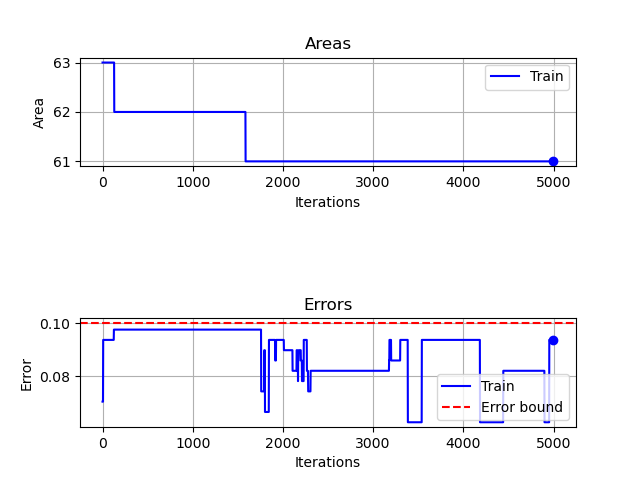 Areas
63
62
61
Area
Train
0 1000 2000 3000 4000 5000
Iterations
Errors
0.10
0.08
Error
Train
Error bound
0 1000 2000 3000 4000 5000
Iterations